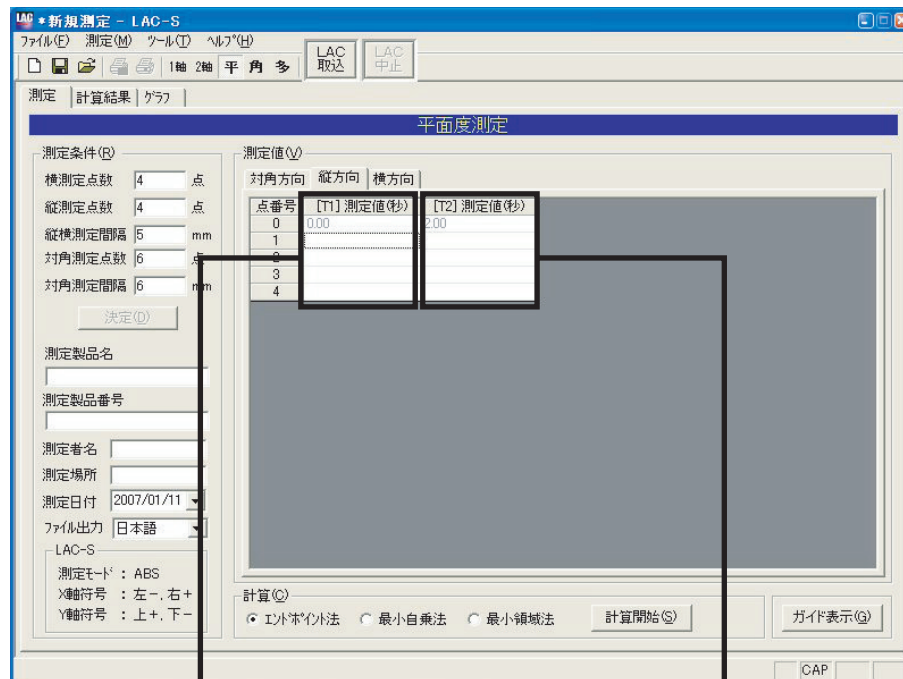 LAC *新規測定 - LAC-S
ファイル(F) 測定(M) ツール(T) ヘルプ(H)
1軸 2軸 平 角 多 LAC取込 LAC中止
測定 計算結果 グラフ
平面度測定
測定条件(R)
横測定点数 4 点
縦測定点数 4 点
縦横測定間隔 5 mm
対角測定点数 6 点
対角測定間隔 6 mm
決定(D)
測定製品名
測定製品番号
測定者名
測定場所
測定日付 2007/01/11
ファイル出力 日本語
LAC-S
測定モード : ABS
X軸符号 : 左-, 右+
Y軸符号 : 上+, 下-
測定値(V)
対角方向 縦方向 横方向
点番号 [T1] 測定値(秒) [T2] 測定値(秒)
0 0.00 2.00
1
2
3
4
計算(C)
エンドポイント法 最小自乗法 最小領域法 計算開始(S)
ガイド表示(G)
CAP